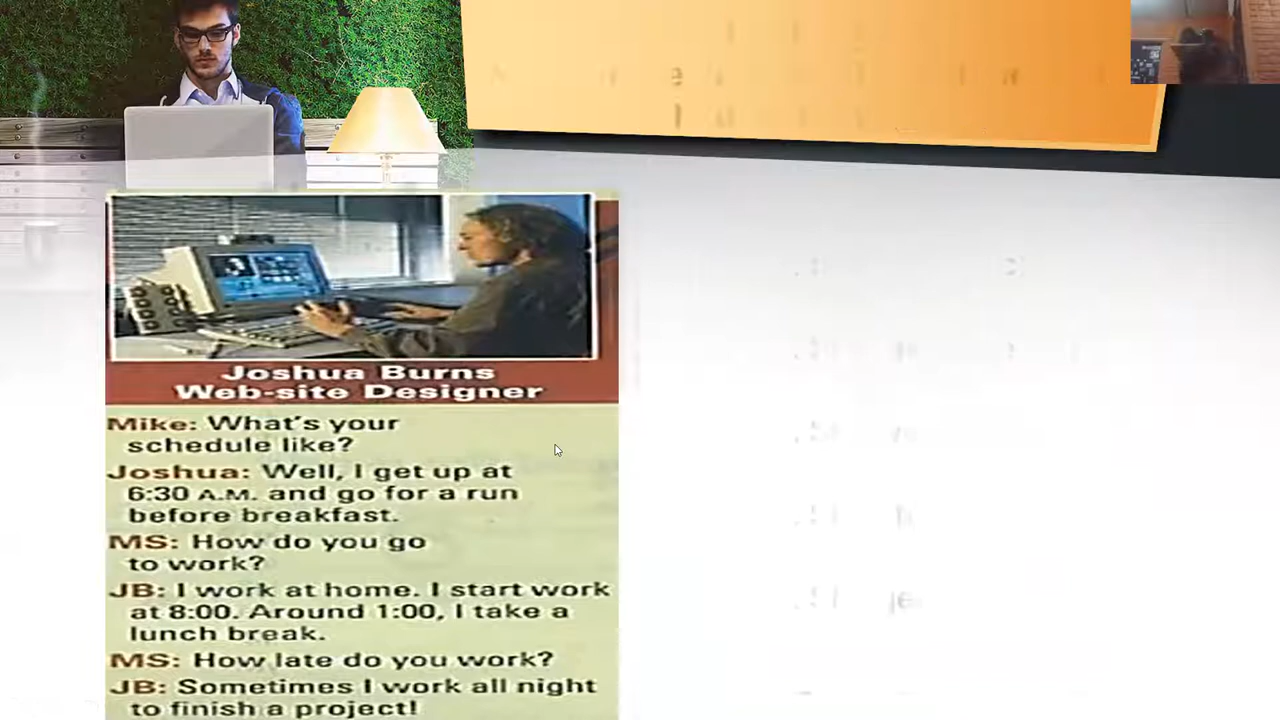 Joshua Burns
Web-site Designer
Mike: What's your
schedule like?
Joshua: Well, I get up at
6:30 A.M. and go for a run
before breakfast.
MS: How do you go
to work?
JB: I work at home. I start work
at 8:00. Around 1:00, I take a
lunch break.
MS: How late do you work?
JB: Sometimes I work all night
to finish a project!